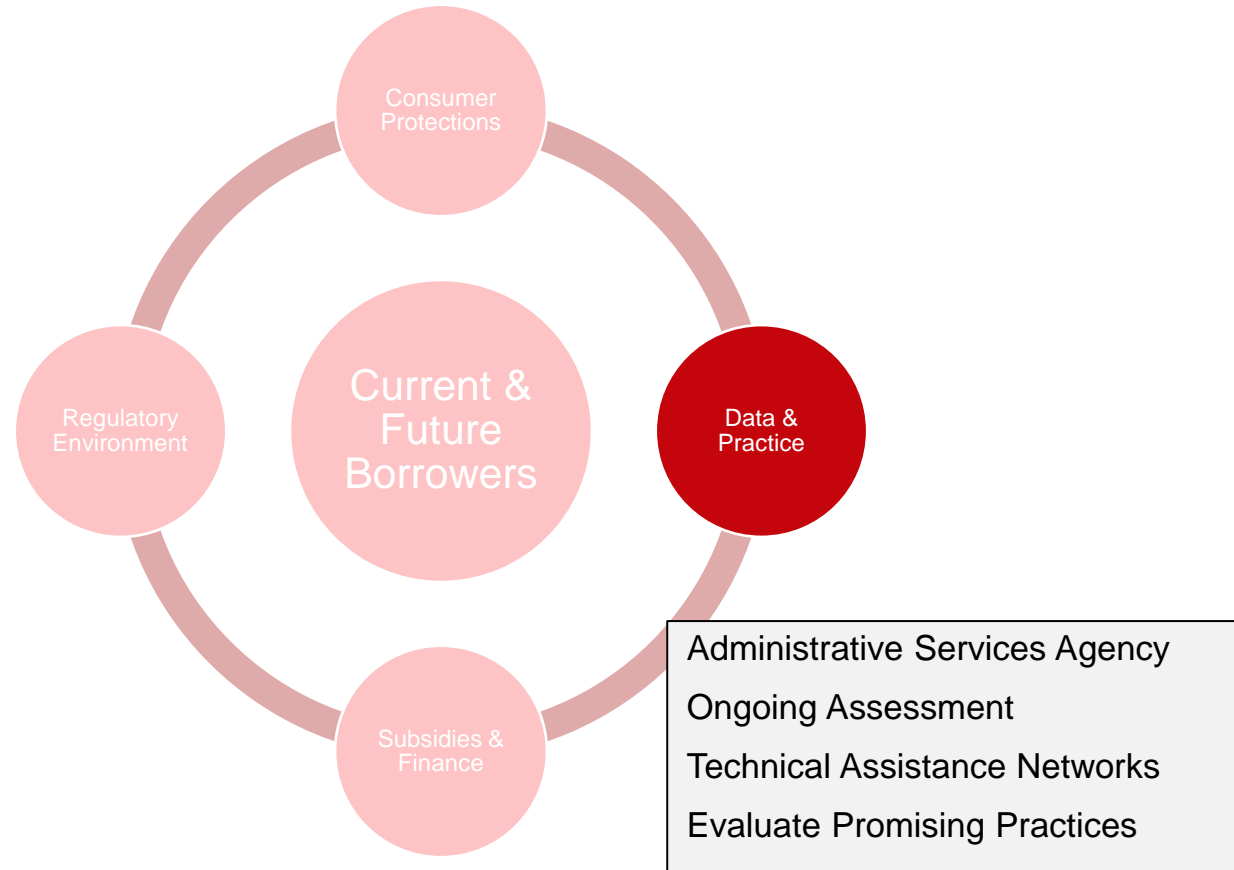 Consumer
Protections
Current &
Future
Borrowers
Regulatory
Environment
Data &
Practice
Subsidies &
Finance
Administrative Services Agency
Ongoing Assessment
Technical Assistance Networks
Evaluate Promising Practices